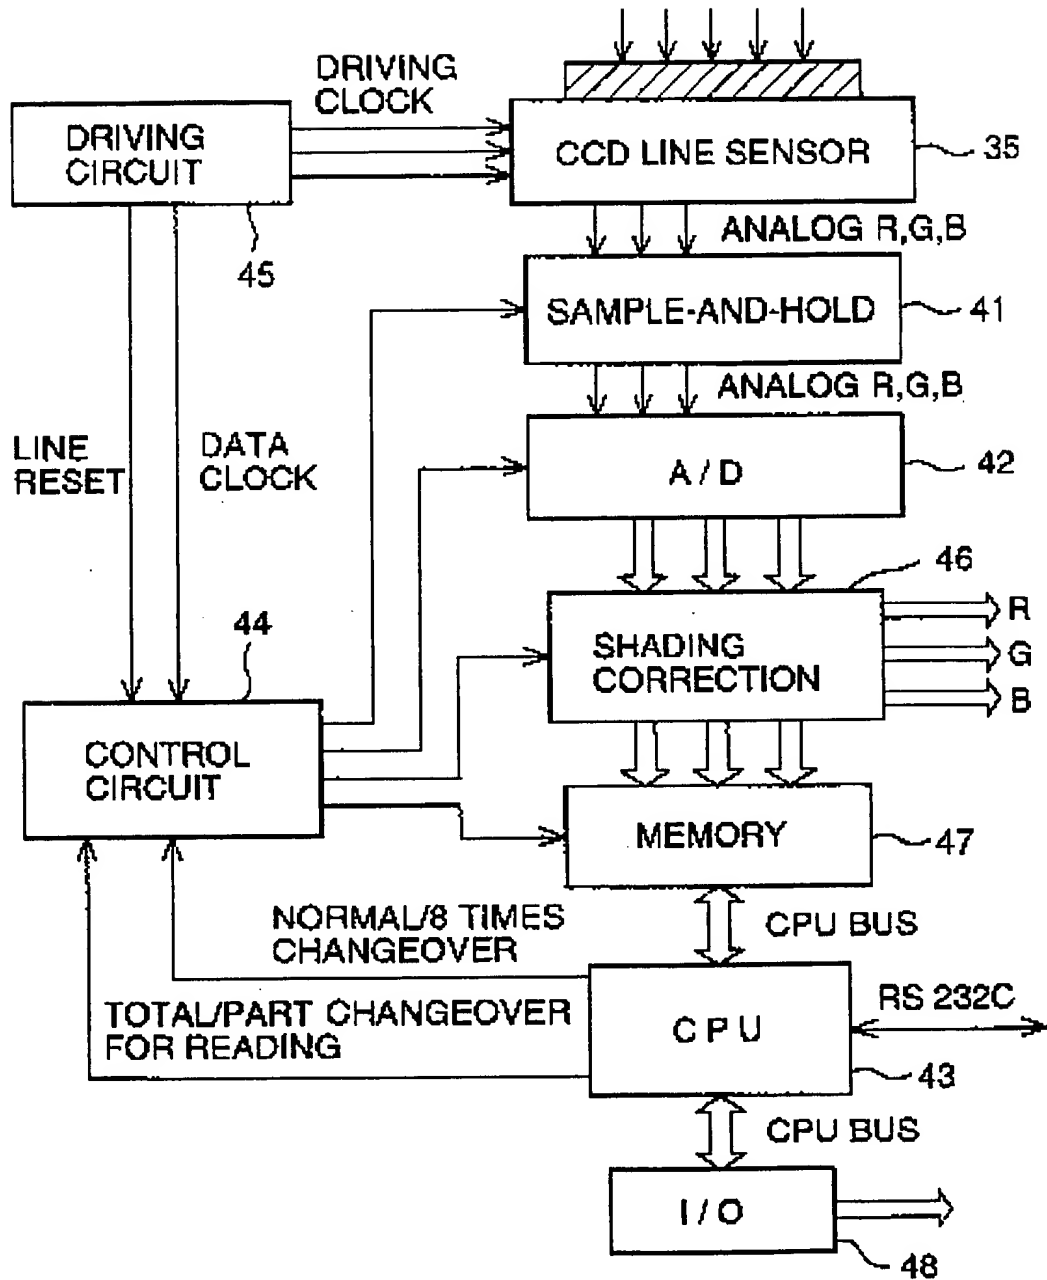 DRIVING
CLOCK
DRIVING
CIRCUIT
CCD LINE SENSOR
35
45
ANALOG R,G,B
SAMPLE-AND-HOLD
41
ANALOG R,G,B
LINE
RESET
DATA
CLOCK
A / D
42
46
44
SHADING
CORRECTION
R
G
B
CONTROL
CIRCUIT
MEMORY
47
NORMAL/8 TIMES
CHANGEOVER
CPU BUS
TOTAL/PART CHANGEOVER
FOR READING
CPU
RS 232C
43
CPU BUS
I / O
48